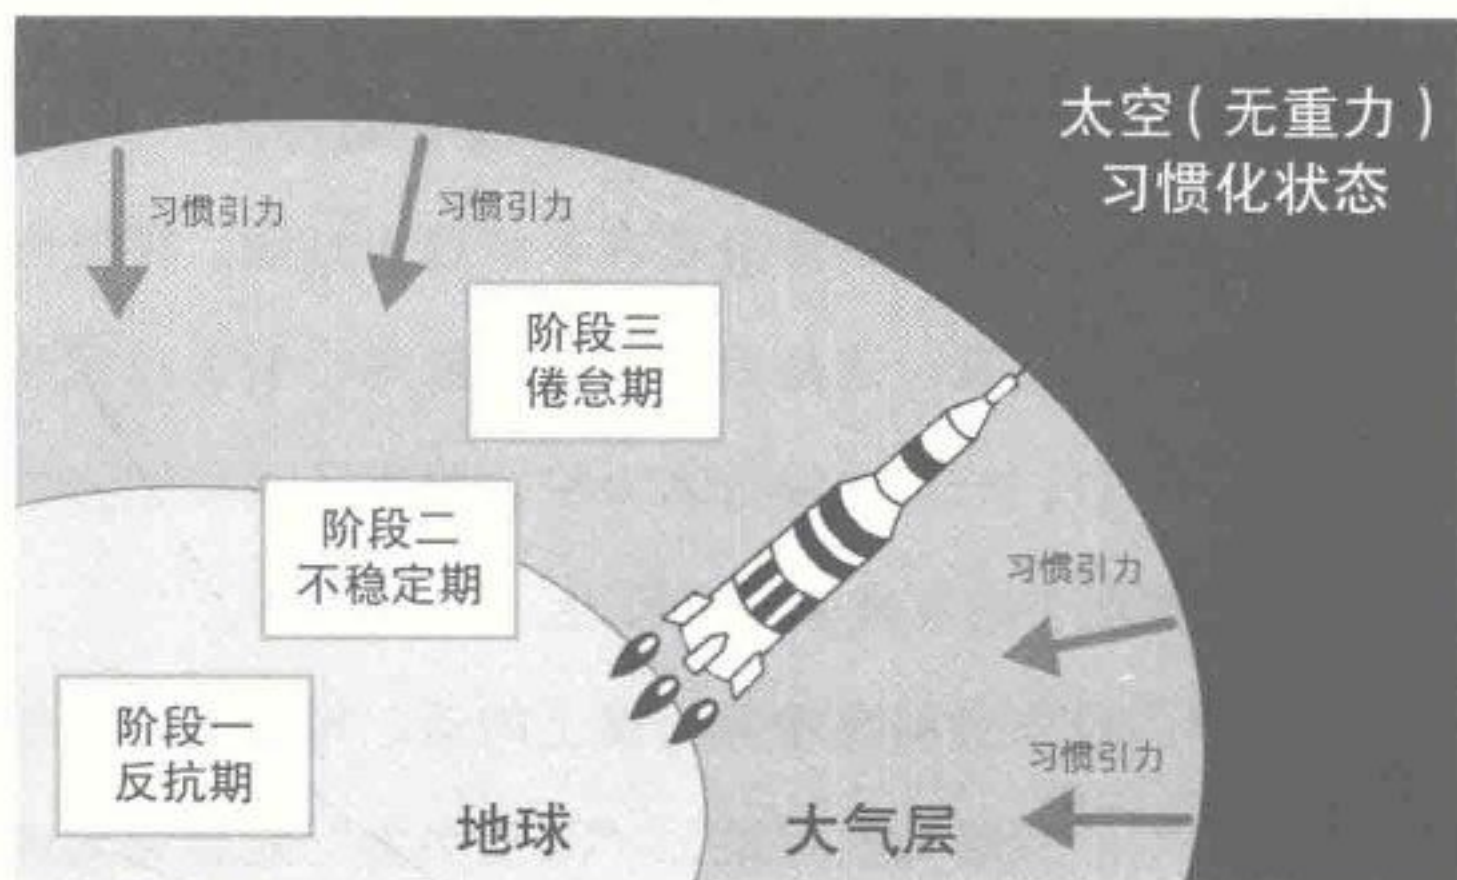 太空（无重力）
习惯化状态
习惯引力
习惯引力
阶段三
倦怠期
阶段二
不稳定期
习惯引力
阶段一
反抗期
习惯引力
地球
大气层